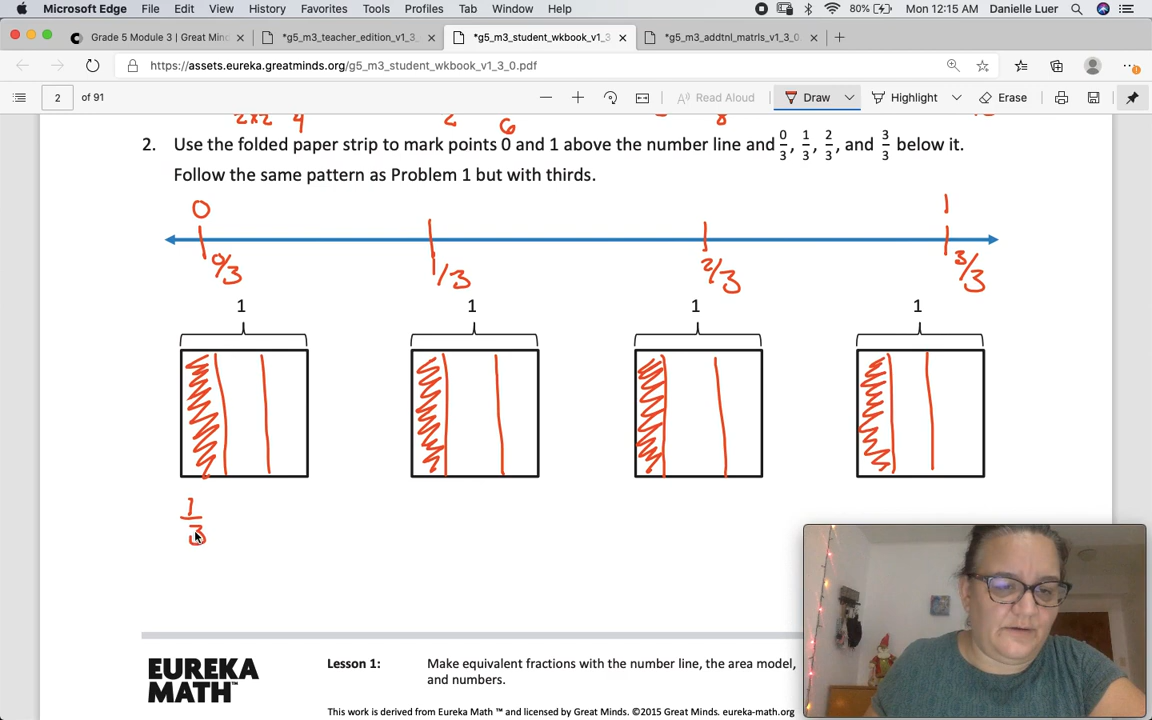 Microsoft Edge File Edit View History Favorites Tools Profiles Tab Window Help 80% Mon 12:15 AM Danielle Luer
Grade 5 Module 3 | Great Min
*g5_m3_teacher_edition_v1_3_
*g5_m3_student_wkbook_v1_3
*g5_m3_addtnl_matrls_v1_3_0.
https://assets.eureka.greatminds.org/g5_m3_student_wkbook_v1_3_0.pdf
2 of 91 Read Aloud Draw Highlight Erase
2x2 4 2 6 8
2. Use the folded paper strip to mark points 0 and 1 above the number line and 0/3, 1/3, 2/3, and 3/3 below it.
Follow the same pattern as Problem 1 but with thirds.
0 1
0/3 1/3 2/3 3/3
1 1 1 1
1/3
EUREKA MATH™
Lesson 1: Make equivalent fractions with the number line, the area model,
and numbers.
This work is derived from Eureka Math ™ and licensed by Great Minds. ©2015 Great Minds. eureka-math.org